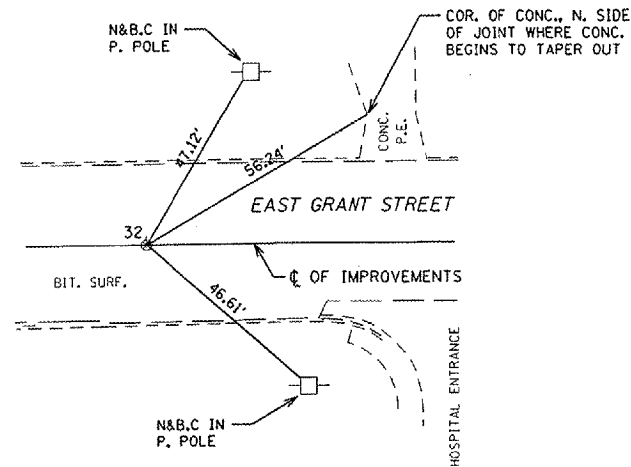 N&B.C IN
P. POLE
COR. OF CONC., N. SIDE
OF JOINT WHERE CONC.
BEGINS TO TAPER OUT
CONC.
P.E.
47.12'
56.24'
EAST GRANT STREET
32
℄ OF IMPROVEMENTS
BIT. SURF.
46.61'
HOSPITAL ENTRANCE
N&B.C IN
P. POLE